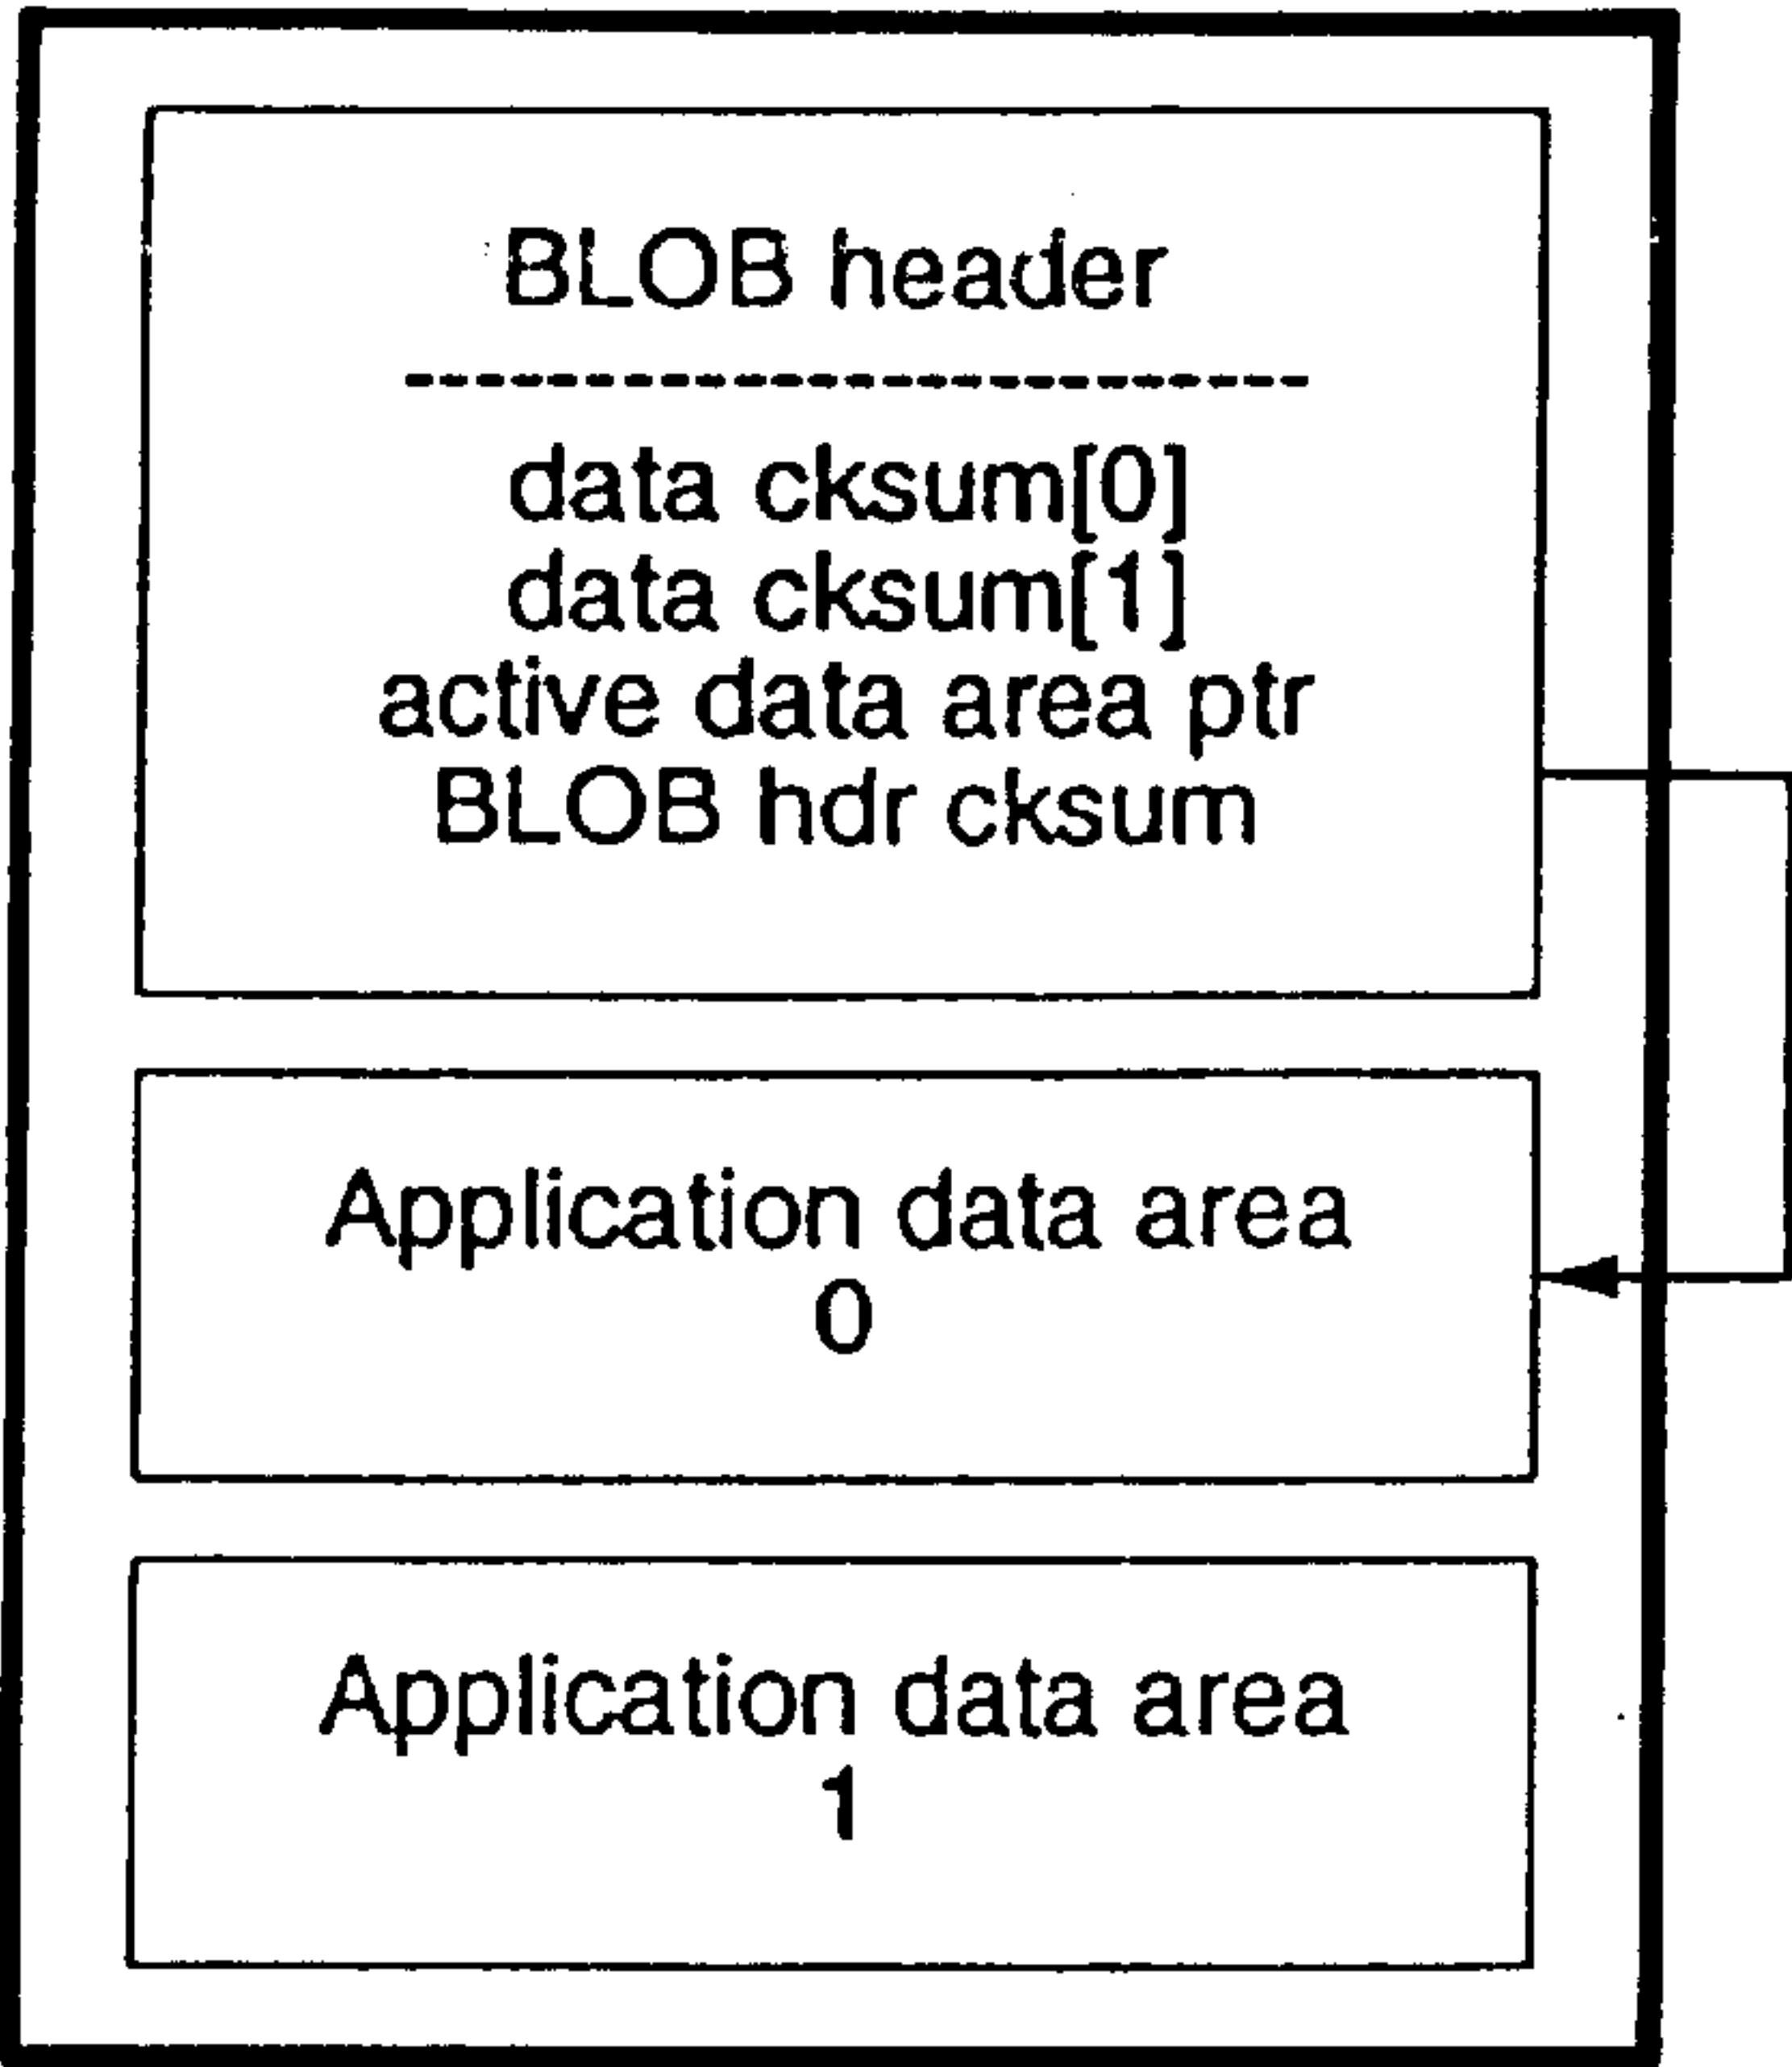 BLOB header
data cksum[0]
data cksum[1]
active data area ptr
BLOB hdr cksum
Application data area
0
Application data area
1